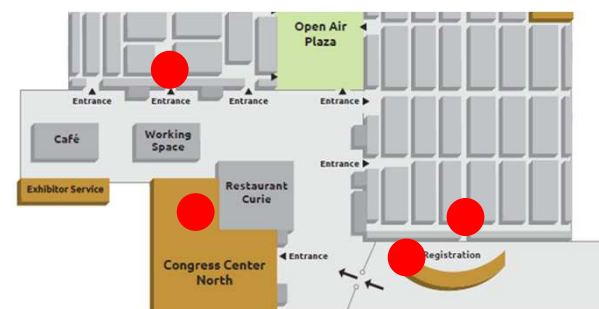 Open Air
Plaza
Entrance
Entrance
Entrance
Entrance
Café
Working
Space
Entrance
Exhibitor Service
Restaurant
Curie
Entrance
Registration
Congress Center
North